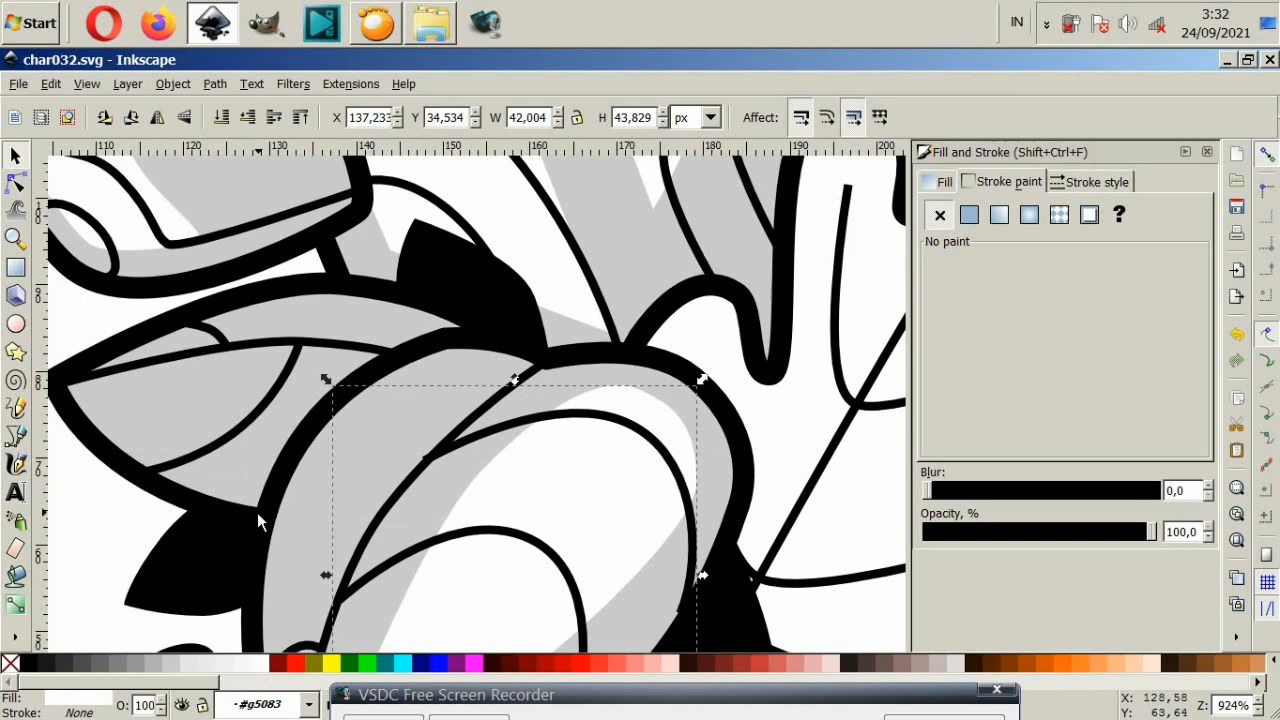 Start
IN
3:32
24/09/2021
char032.svg - Inkscape
File Edit View Layer Object Path Text Filters Extensions Help
X 137,233 Y 34,534 W 42,004 H 43,829 px Affect:
110 120 130 140 150 160 170 180 190 200
Fill and Stroke (Shift+Ctrl+F)
Fill Stroke paint Stroke style
?
No paint
Blur:
0,0
Opacity, %
100,0
Fill:
Stroke: None
O: 100
#g5083
VSDC Free Screen Recorder
X: 128,58
Y: 63,64
Z: 924%